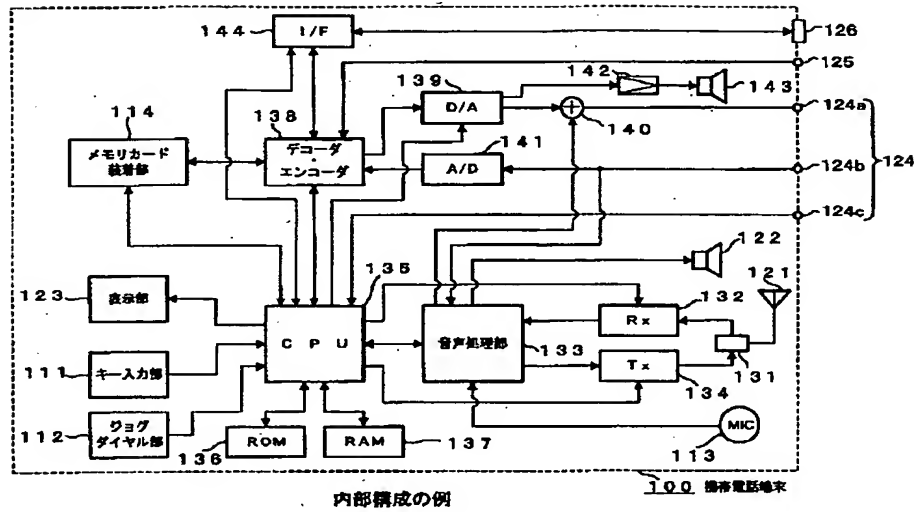 144
I/F
126
125
142
139
D/A
143
124a
140
114
138
メモリカード
装着部
デコーダ
・
エンコーダ
141
A/D
124
124b
124c
122
135
121
123
表示部
132
Rx
CPU
音声処理部
133
111
キー入力部
Tx
131
134
112
ジョグ
ダイヤル部
ROM
136
RAM
137
MIC
113
100 携帯電話端末
内部構成の例